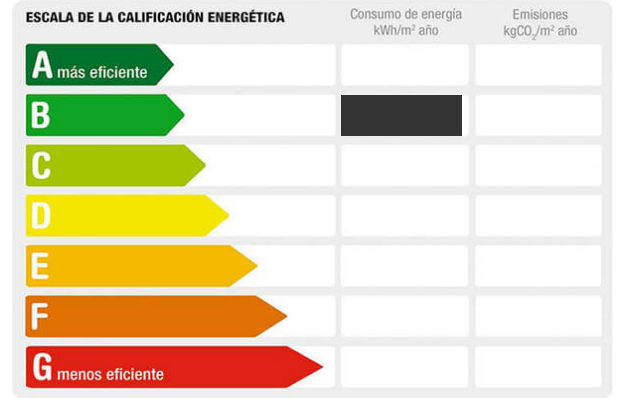 ESCALA DE LA CALIFICACIÓN ENERGÉTICA
Consumo de energía
kWh/m² año
Emisiones
kgCO₂/m² año
A más eficiente
B
C
D
E
F
G menos eficiente